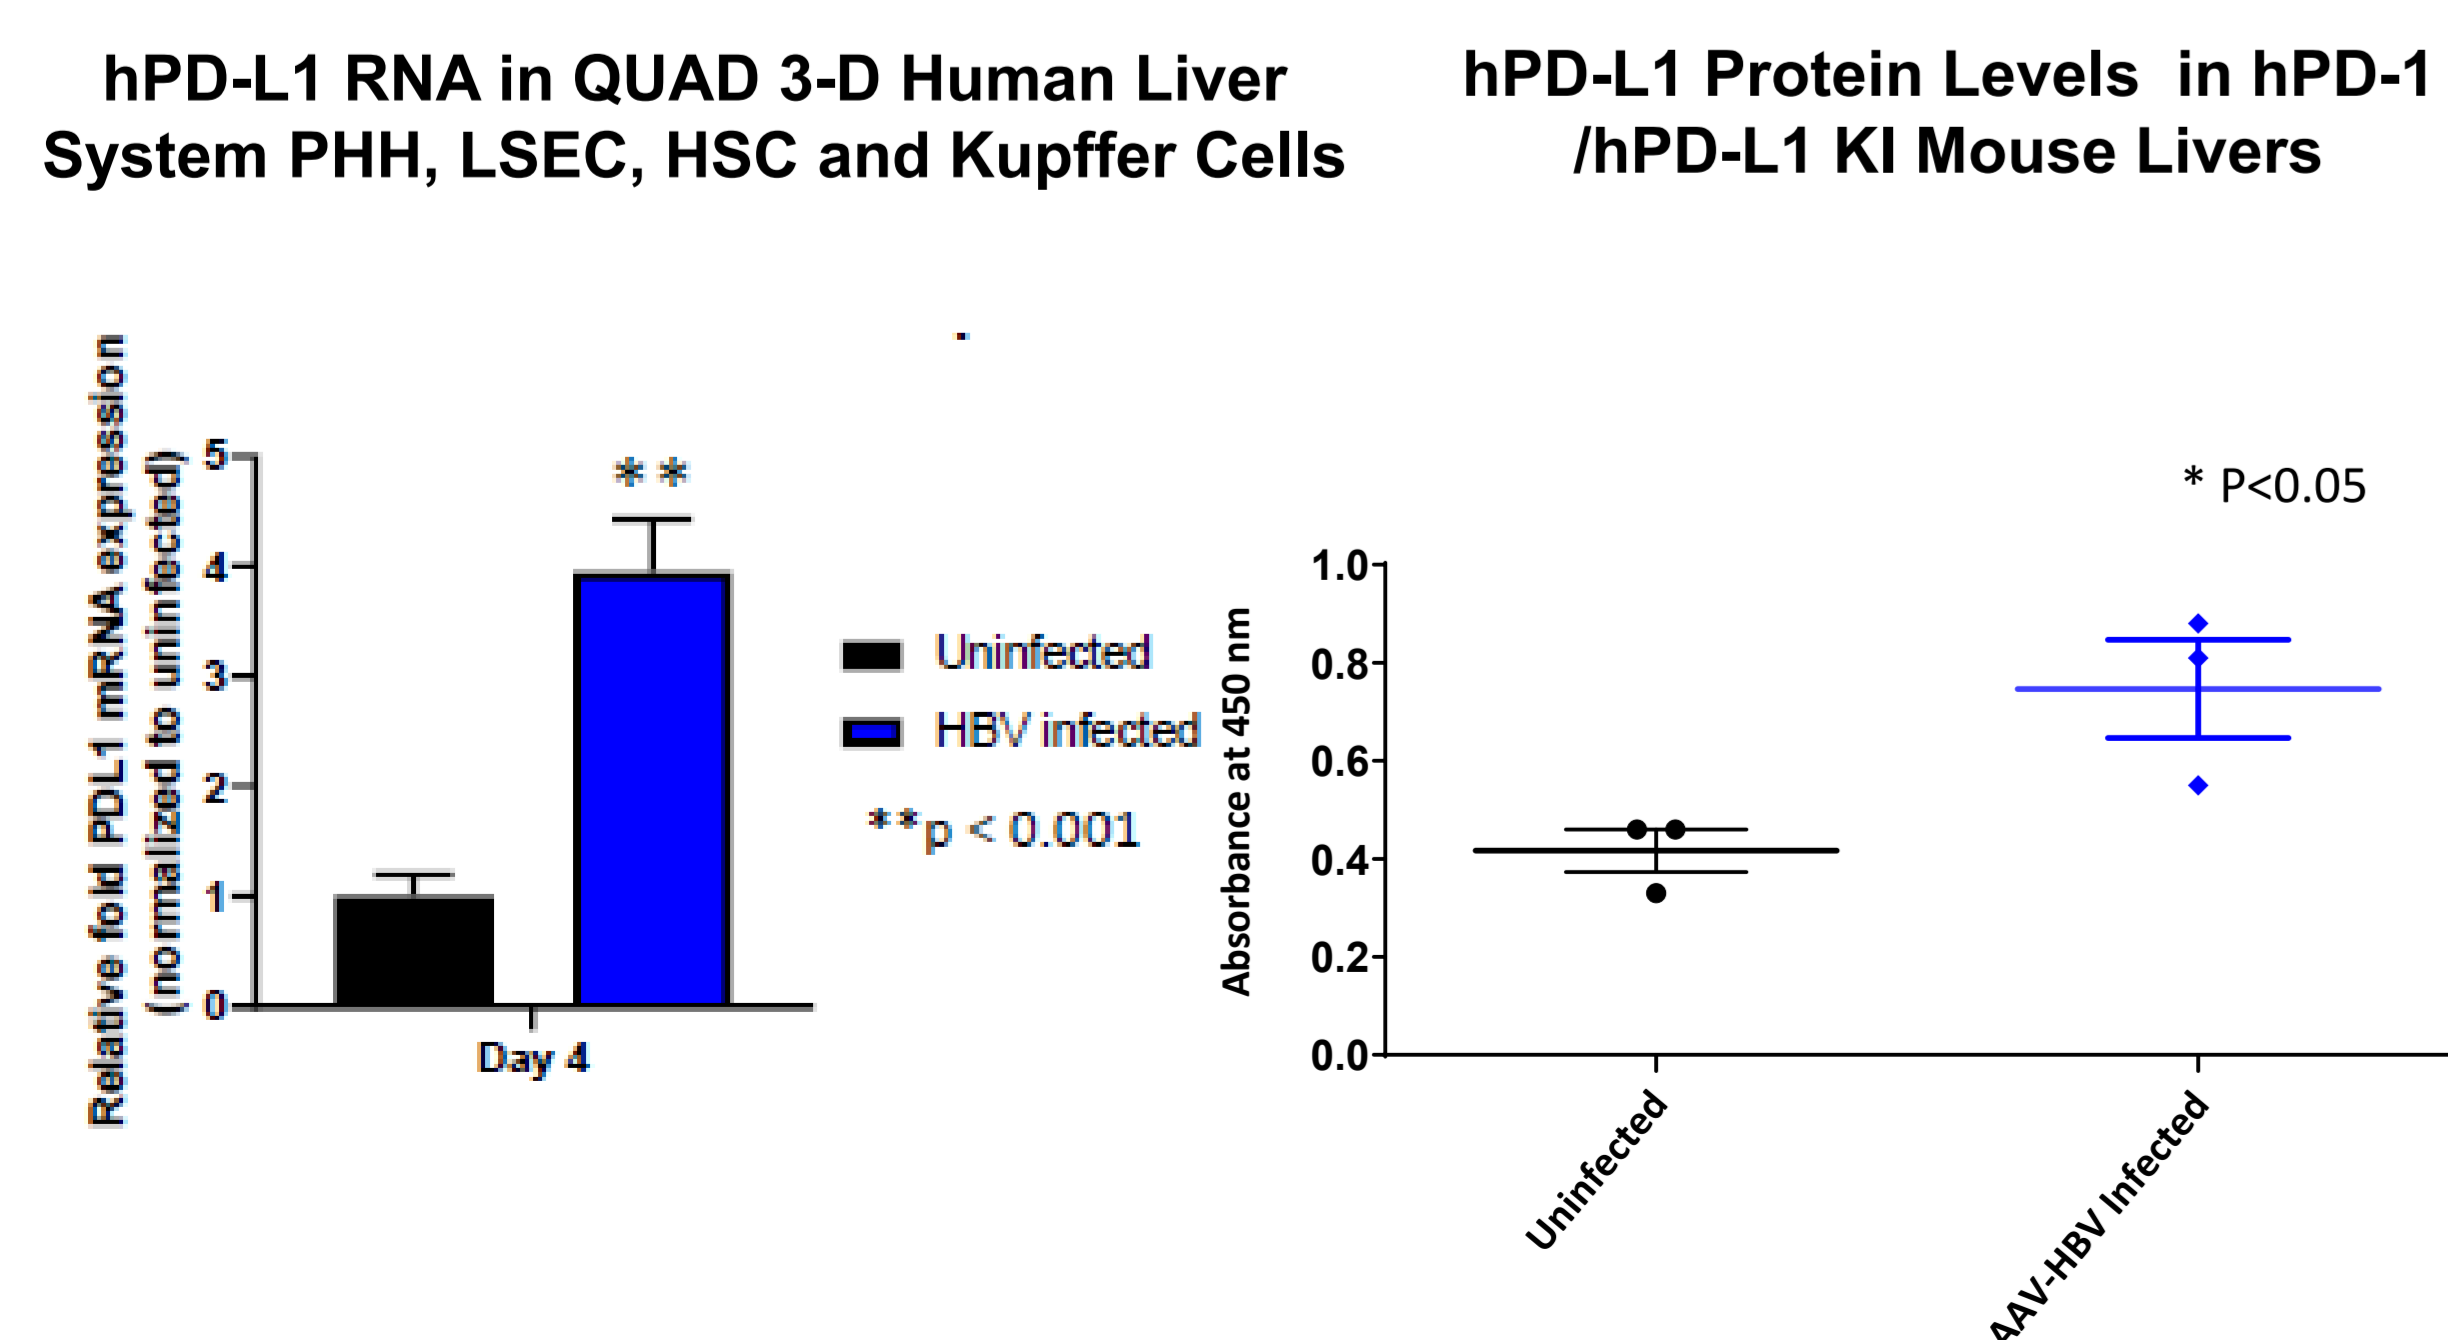 hPD-L1 RNA in QUAD 3-D Human Liver
System PHH, LSEC, HSC and Kupffer Cells
Relative fold PDL1 mRNA expression
(normalized to uninfected)
5
4
3
2
1
0
**
Day 4
Uninfected
HBV infected
**p < 0.001
hPD-L1 Protein Levels in hPD-1
/hPD-L1 KI Mouse Livers
* P<0.05
Absorbance at 450 nm
1.0
0.8
0.6
0.4
0.2
0.0
Uninfected
AAV-HBV Infected